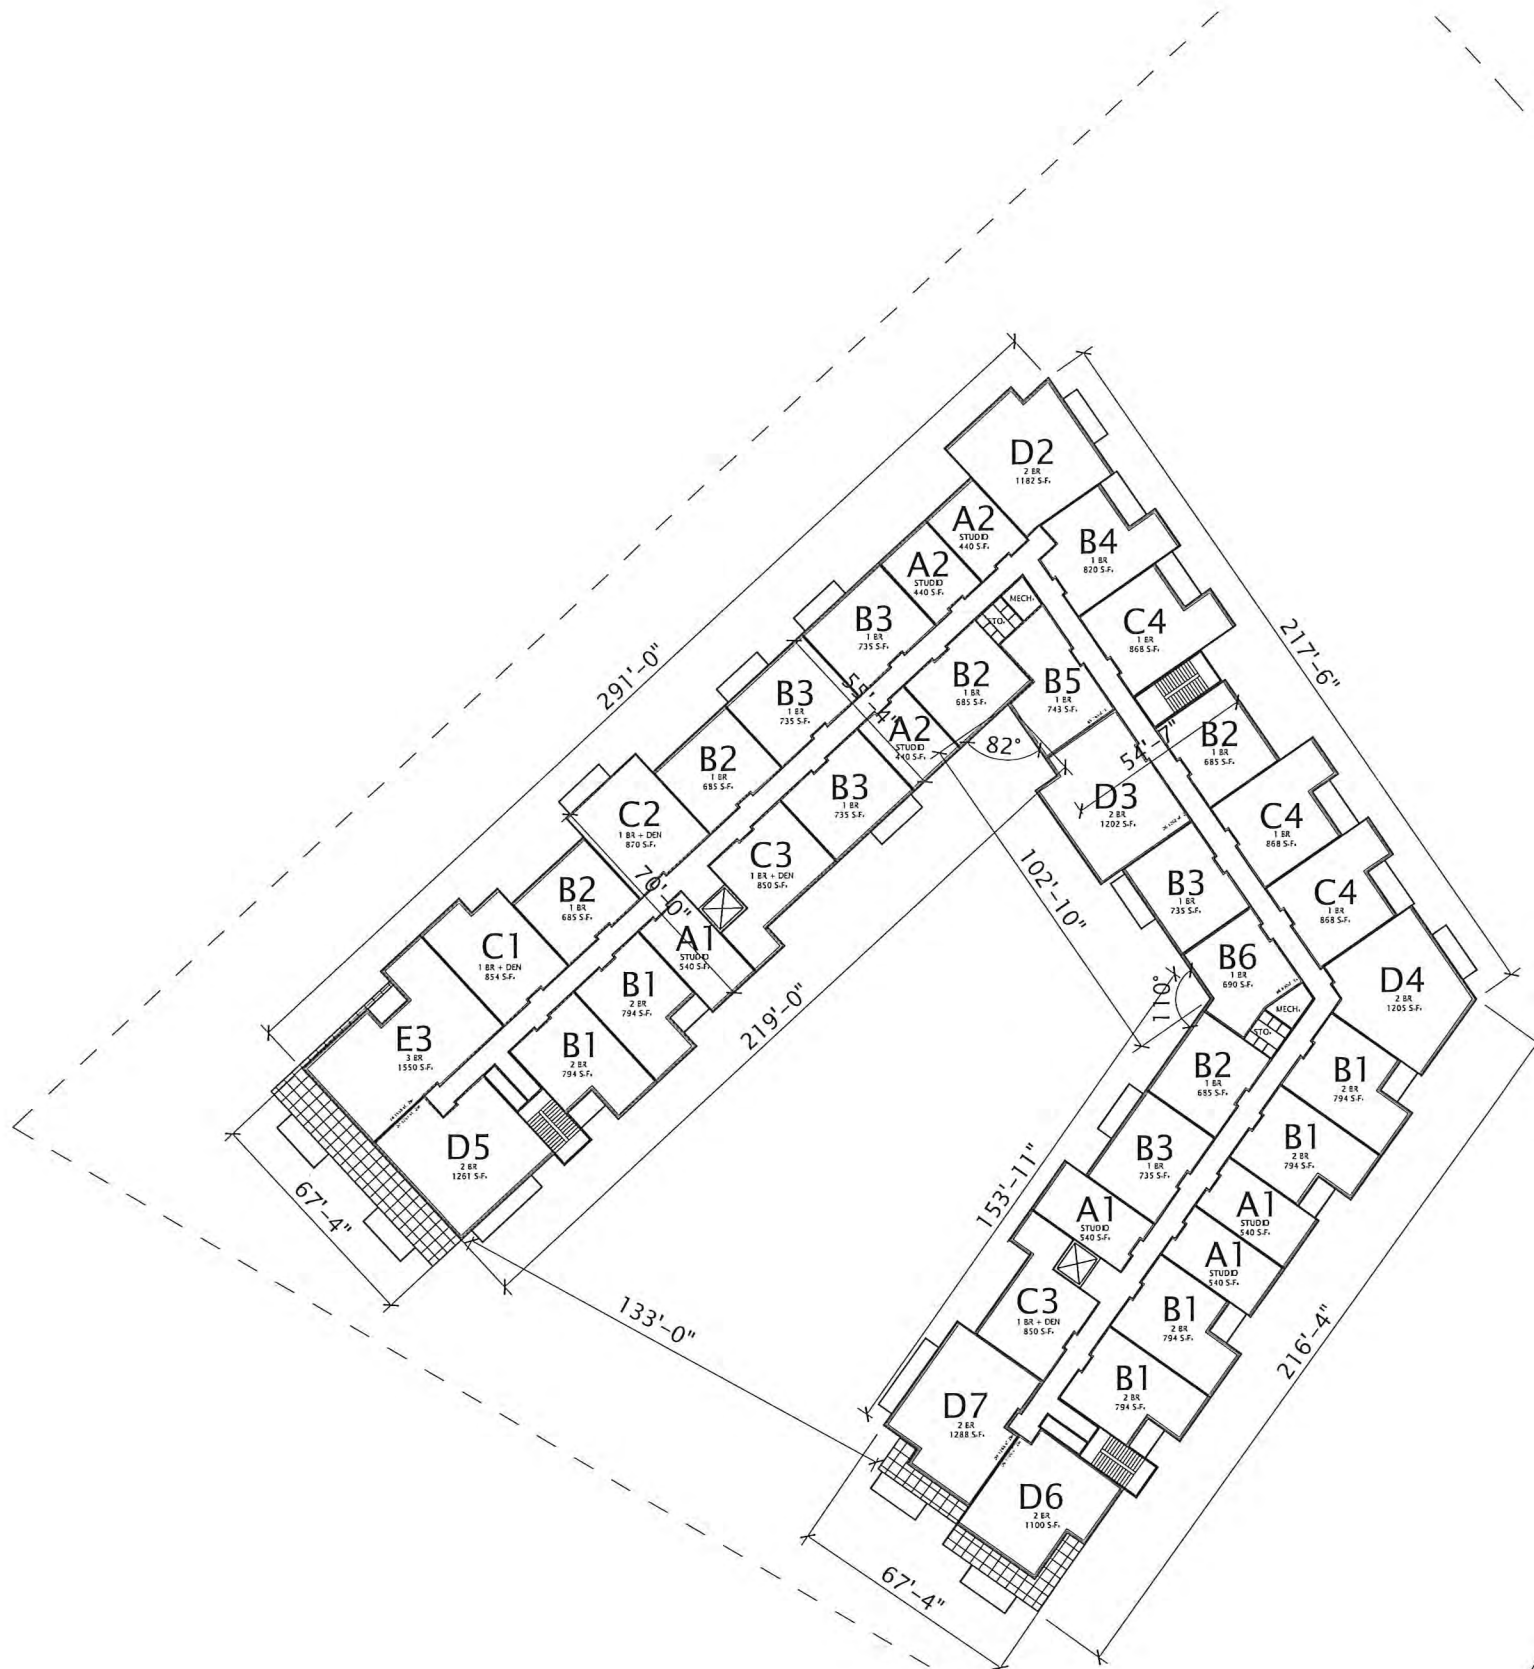 D2
2 BR
1182 S.F.
A2
STUDIO
440 S.F.
B4
1 BR
820 S.F.
A2
STUDIO
440 S.F.
MECH.
STO.
B3
1 BR
735 S.F.
C4
1 BR
868 S.F.
217'-6"
291'-0"
B2
1 BR
685 S.F.
B5
1 BR
743 S.F.
B3
1 BR
735 S.F.
A2
STUDIO
440 S.F.
82°
54'-7"
B2
1 BR
685 S.F.
B2
1 BR
685 S.F.
B3
1 BR
735 S.F.
D3
2 BR
1202 S.F.
C4
1 BR
868 S.F.
C2
1 BR + DEN
870 S.F.
C3
1 BR + DEN
850 S.F.
102'-10"
B3
1 BR
735 S.F.
C4
1 BR
868 S.F.
B2
1 BR
685 S.F.
70'-0"
A1
STUDIO
540 S.F.
C1
1 BR + DEN
854 S.F.
B6
1 BR
690 S.F.
D4
2 BR
1205 S.F.
B1
2 BR
794 S.F.
219'-0"
110°
MECH.
STO.
E3
3 BR
1550 S.F.
B1
2 BR
794 S.F.
B2
1 BR
685 S.F.
B1
2 BR
794 S.F.
D5
2 BR
1261 S.F.
B3
1 BR
735 S.F.
B1
2 BR
794 S.F.
67'-4"
153'-11"
A1
STUDIO
540 S.F.
A1
STUDIO
540 S.F.
A1
STUDIO
540 S.F.
133'-0"
C3
1 BR + DEN
850 S.F.
B1
2 BR
794 S.F.
216'-4"
B1
2 BR
794 S.F.
D7
2 BR
1288 S.F.
D6
2 BR
1100 S.F.
67'-4"